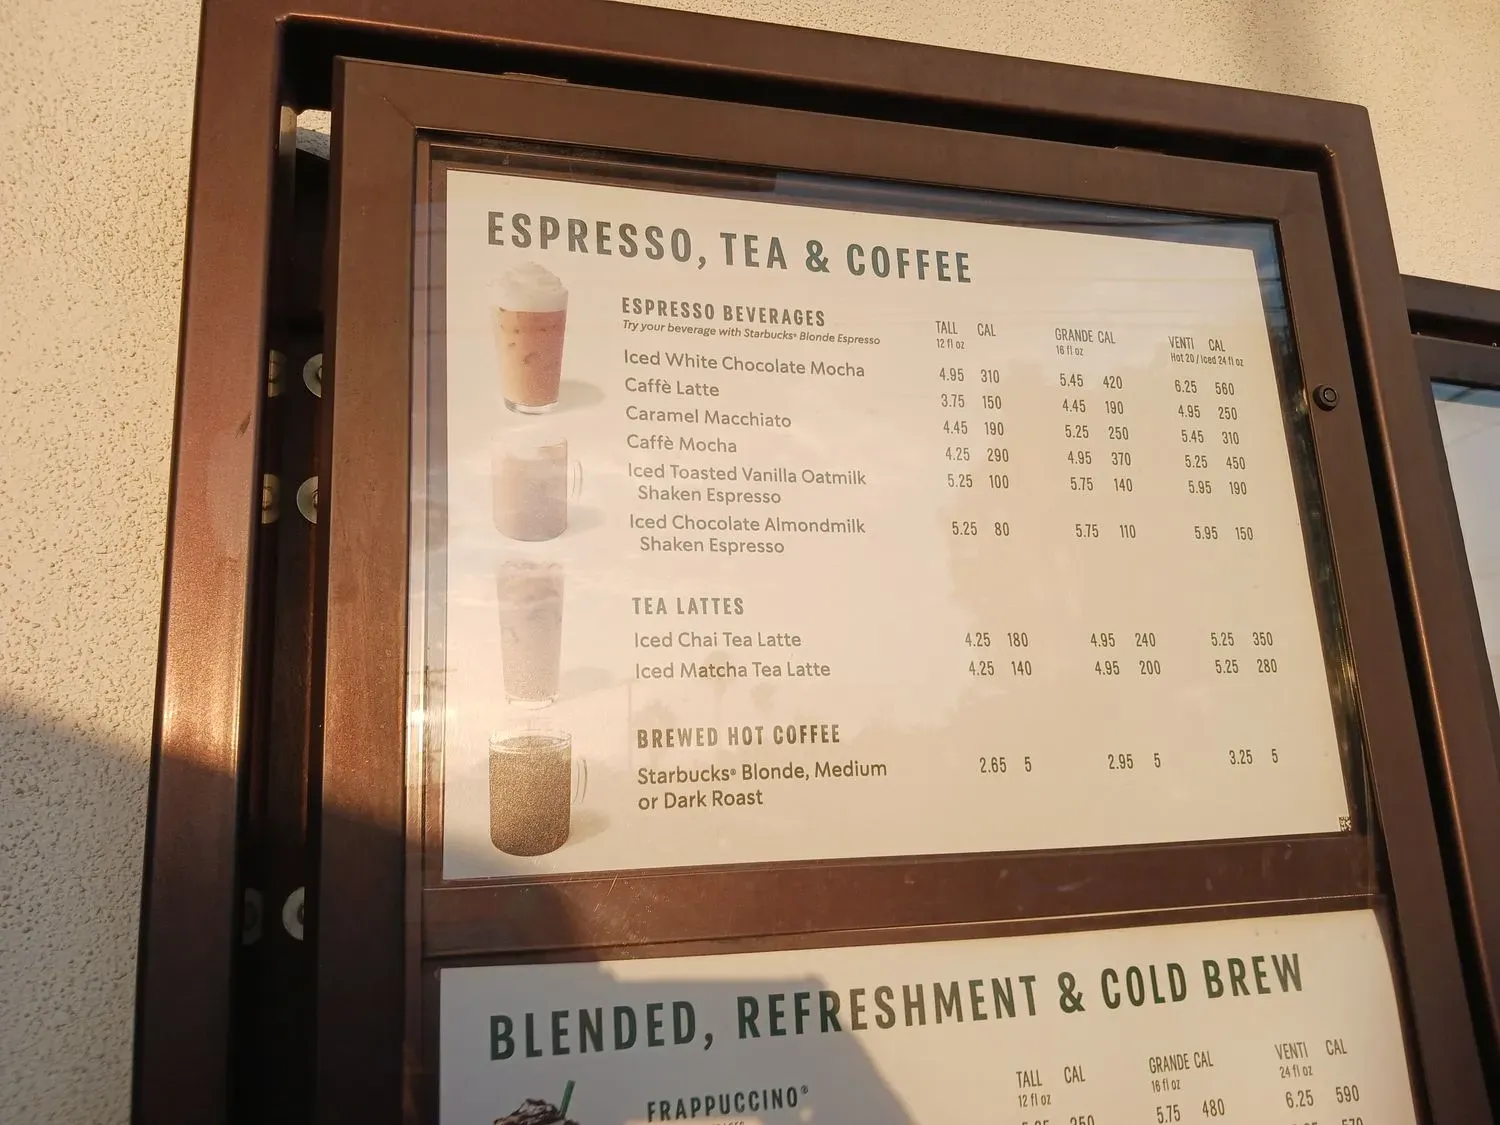 ESPRESSO, TEA & COFFEE
ESPRESSO BEVERAGES
Try your beverage with Starbucks® Blonde Espresso
TALL CAL GRANDE CAL VENTI CAL
12 fl oz 16 fl oz Hot 20 / Iced 24 fl oz
Iced White Chocolate Mocha 4.95 310 5.45 420 6.25 560
Caffè Latte 3.75 150 4.45 190 4.95 250
Caramel Macchiato 4.45 190 5.25 250 5.45 310
Caffè Mocha 4.25 290 4.95 370 5.25 450
Iced Toasted Vanilla Oatmilk 5.25 100 5.75 140 5.95 190
Shaken Espresso
Iced Chocolate Almondmilk 5.25 80 5.75 110 5.95 150
Shaken Espresso
TEA LATTES
Iced Chai Tea Latte 4.25 180 4.95 240 5.25 350
Iced Matcha Tea Latte 4.25 140 4.95 200 5.25 280
BREWED HOT COFFEE
Starbucks® Blonde, Medium 2.65 5 2.95 5 3.25 5
or Dark Roast
BLENDED, REFRESHMENT & COLD BREW
TALL CAL GRANDE CAL VENTI CAL
12 fl oz 16 fl oz 24 fl oz
FRAPPUCCINO®
5.75 480 6.25 590